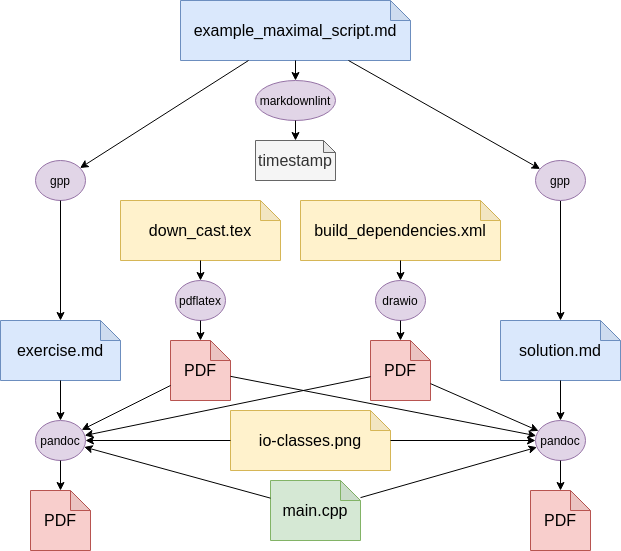 example_maximal_script.md
markdownlint
timestamp
gpp
gpp
down_cast.tex
build_dependencies.xml
pdflatex
drawio
exercise.md
PDF
PDF
solution.md
pandoc
io-classes.png
pandoc
PDF
main.cpp
PDF